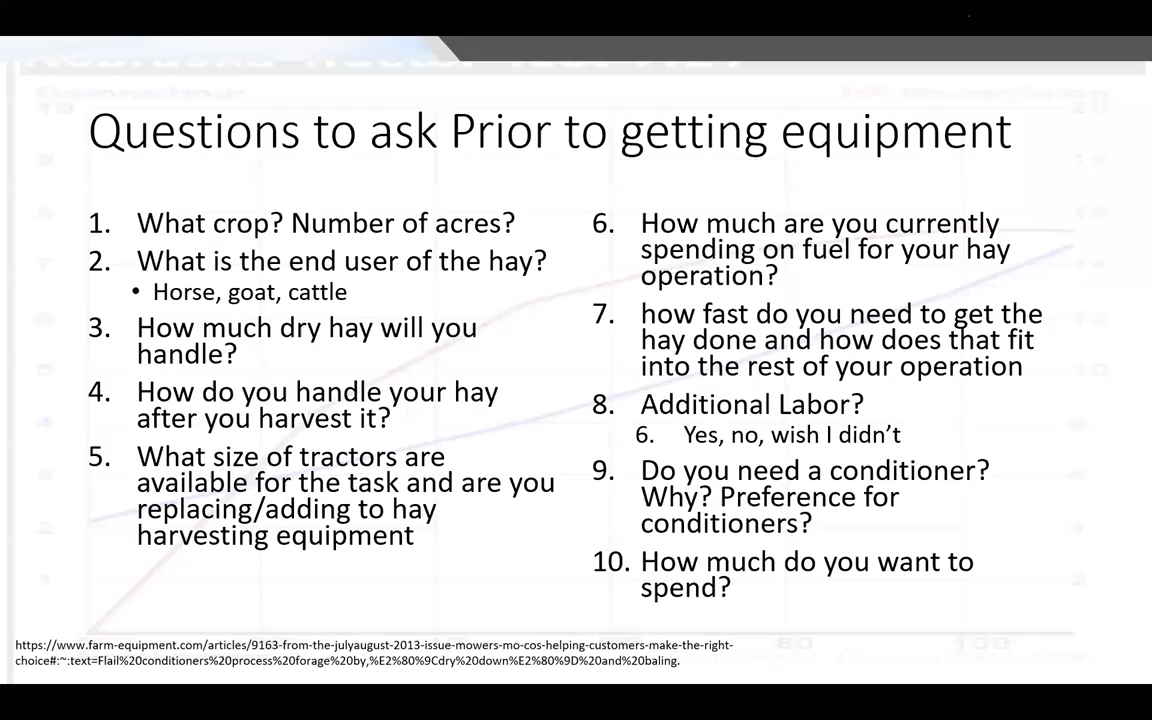 Questions to ask Prior to getting equipment
1. What crop? Number of acres?
2. What is the end user of the hay?
• Horse, goat, cattle
3. How much dry hay will you
handle?
4. How do you handle your hay
after you harvest it?
5. What size of tractors are
available for the task and are you
replacing/adding to hay
harvesting equipment
6. How much are you currently
spending on fuel for your hay
operation?
7. how fast do you need to get the
hay done and how does that fit
into the rest of your operation
8. Additional Labor?
6. Yes, no, wish I didn’t
9. Do you need a conditioner?
Why? Preference for
conditioners?
10. How much do you want to
spend?
https://www.farm-equipment.com/articles/9163-from-the-julyaugust-2013-issue-mowers-mo-cos-helping-customers-make-the-right-
choice#:~:text=Flail%20conditioners%20process%20forage%20by,%E2%80%9Cdry%20down%E2%80%9D%20and%20baling.